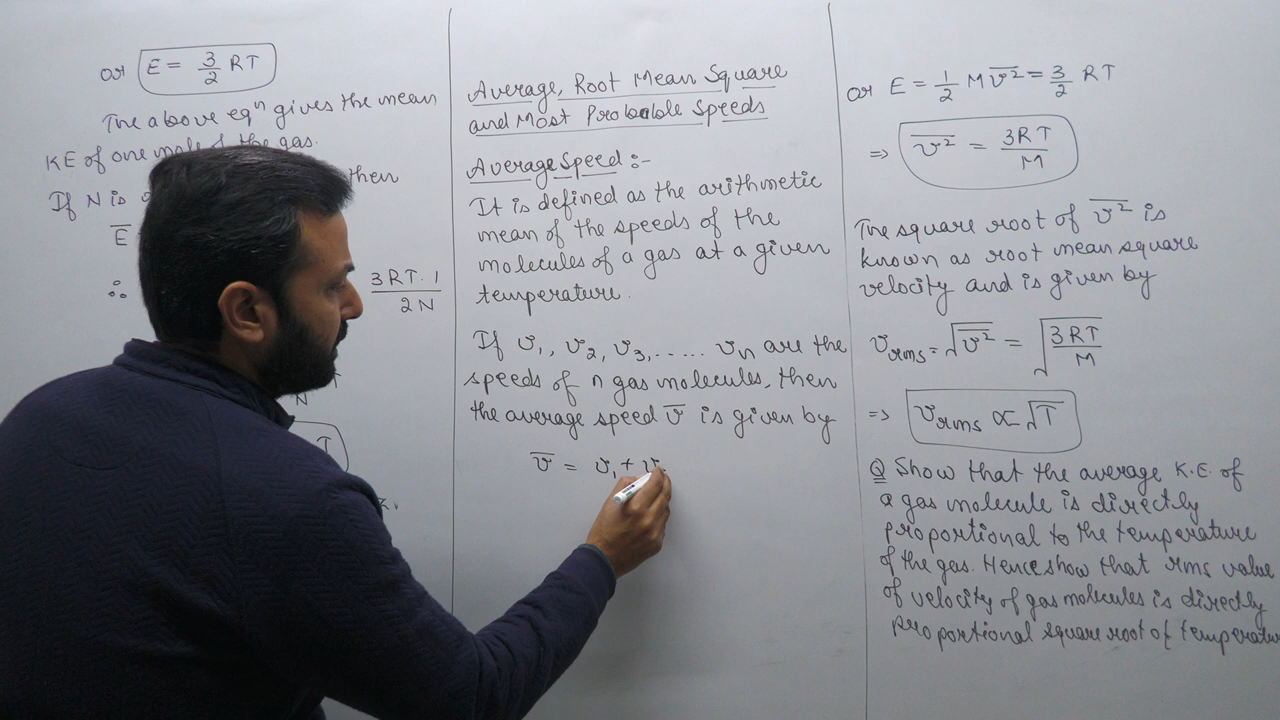 or E = 3/2 RT
The above eqⁿ gives the mean
KE of one mole of the gas.
If N is then
E̅
∴ 3RT. 1 / 2N
N
T
Average, Root Mean Square
and Most Probable Speeds
Average Speed :-
It is defined as the arithmetic
mean of the speeds of the
molecules of a gas at a given
temperature.
If v₁, v₂, v₃, ...... vn are the
speeds of n gas molecules, then
the average speed v̅ is given by
v̅ = v₁ + v
or E = 1/2 M v̅²̅ = 3/2 RT
⇒ v̅²̅ = 3RT / M
The square root of v̅²̅ is
known as root mean square
velocity and is given by
vrms = √v̅²̅ = √(3RT / M)
⇒ vrms ∝ √T
Q Show that the average K.E. of
a gas molecule is directly
proportional to the temperature
of the gas. Hence show that rms value
of velocity of gas molecules is directly
proportional square root of temperatu